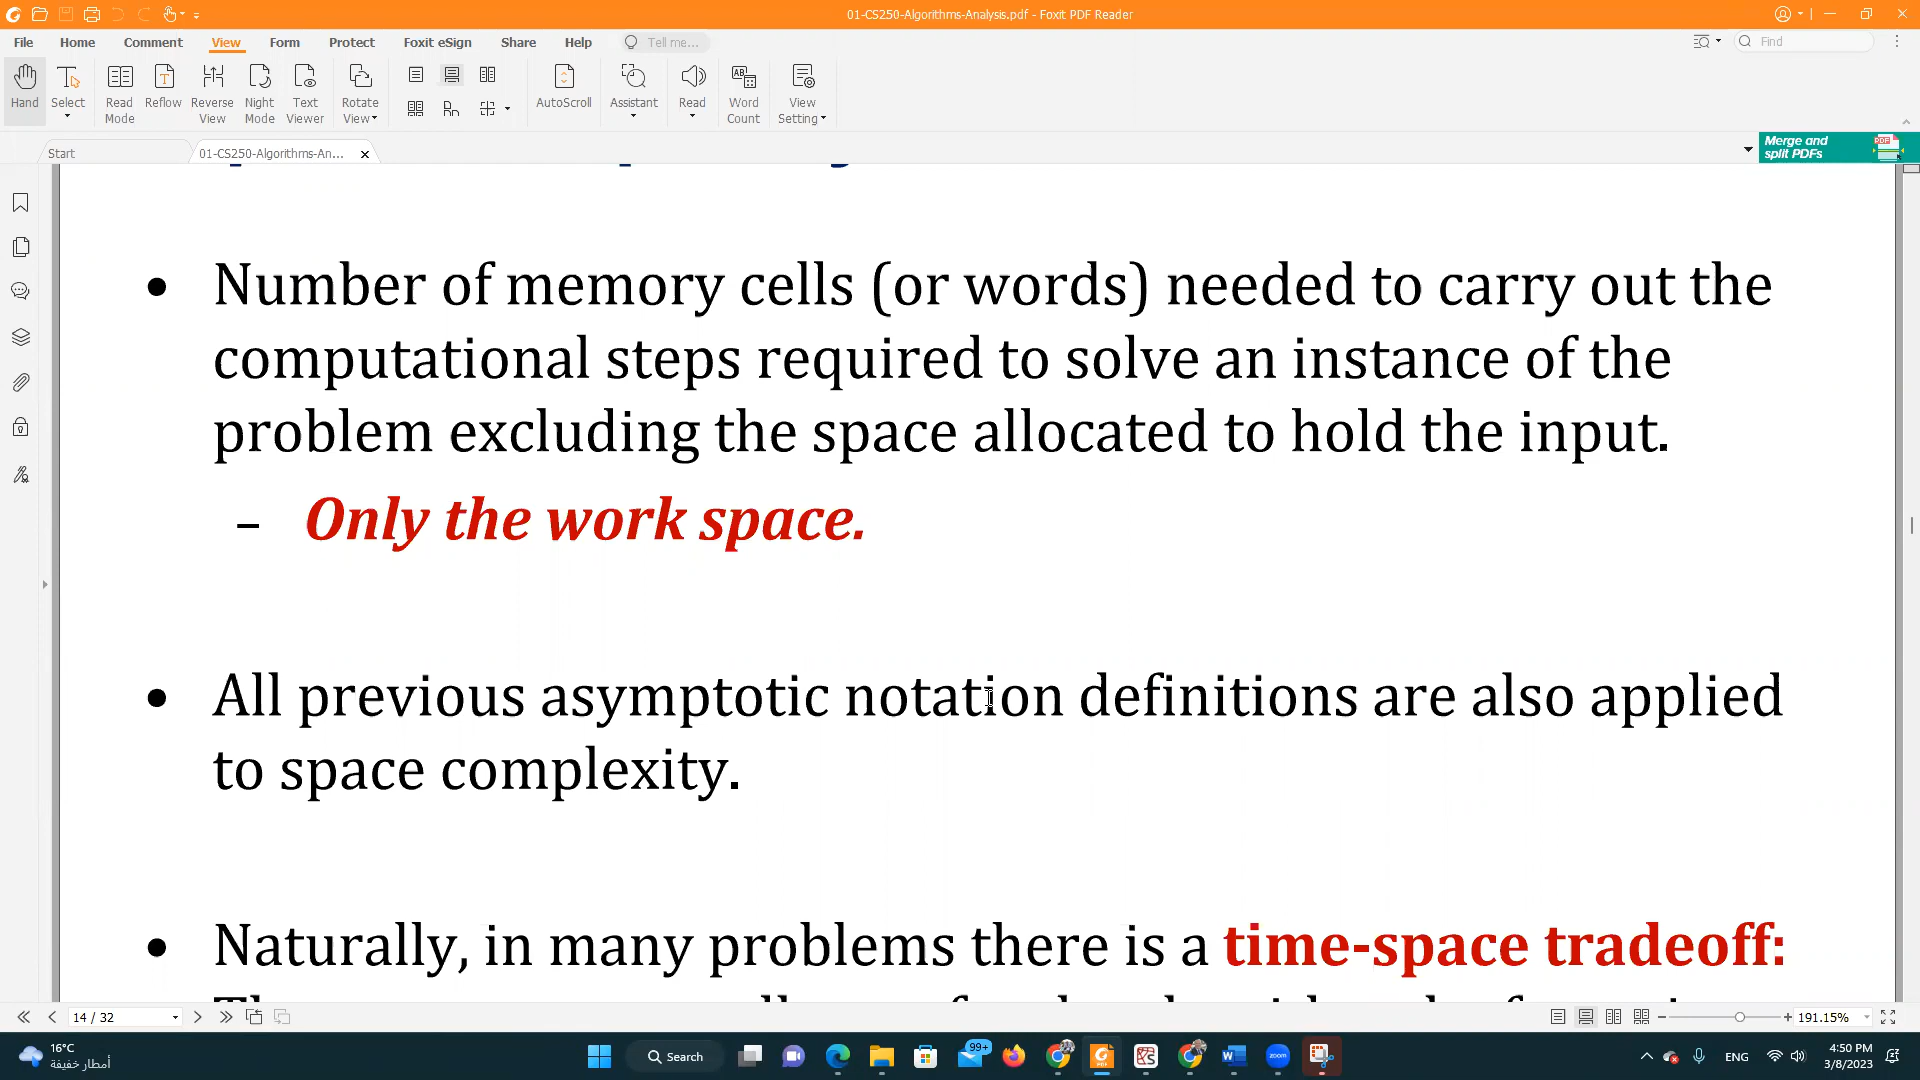 01-CS250-Algorithms-Analysis.pdf - Foxit PDF Reader
File Home Comment View Form Protect Foxit eSign Share Help Tell me... Find
Hand Select Read Mode Reflow Reverse View Night Mode Text Viewer Rotate View AutoScroll Assistant Read Word Count View Setting
Start 01-CS250-Algorithms-An...
Merge and
split PDFs
• Number of memory cells (or words) needed to carry out the
computational steps required to solve an instance of the
problem excluding the space allocated to hold the input.
– Only the work space.
• All previous asymptotic notation definitions are also applied
to space complexity.
• Naturally, in many problems there is a time-space tradeoff:
14 / 32 191.15%
16°C
أمطار خفيفة
Search 99+ ENG
4:50 PM
3/8/2023